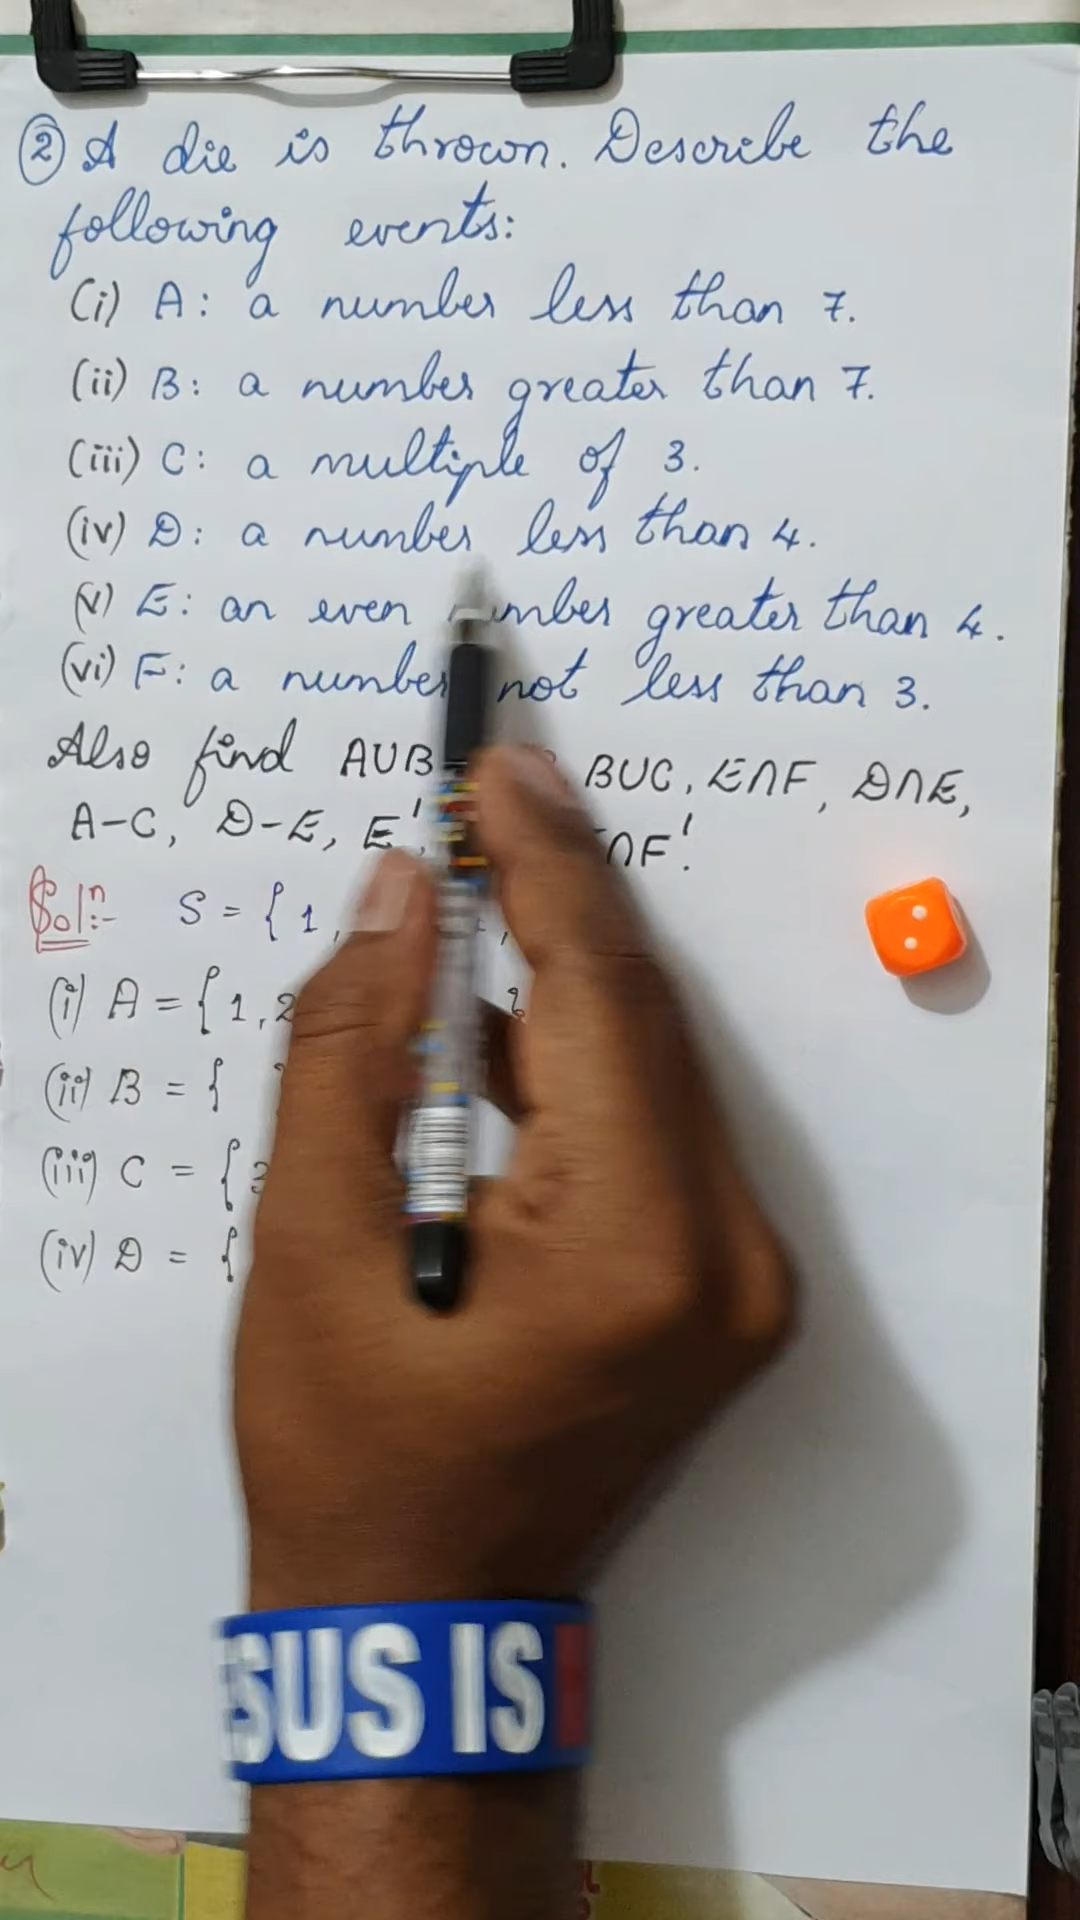 ② A die is thrown. Describe the
following events:
(i) A: a number less than 7.
(ii) B: a number greater than 7.
(iii) C: a multiple of 3.
(iv) D: a number less than 4.
(v) E: an even number greater than 4.
(vi) F: a number not less than 3.
Also find A∪B, B∪C, E∩F, D∩E,
A-C, D-E, E', ∩F'.
Solⁿ:- S = { 1,
(i) A = { 1, 2
(ii) B = { }
(iii) C = { 3
(iv) D = {
SUS IS